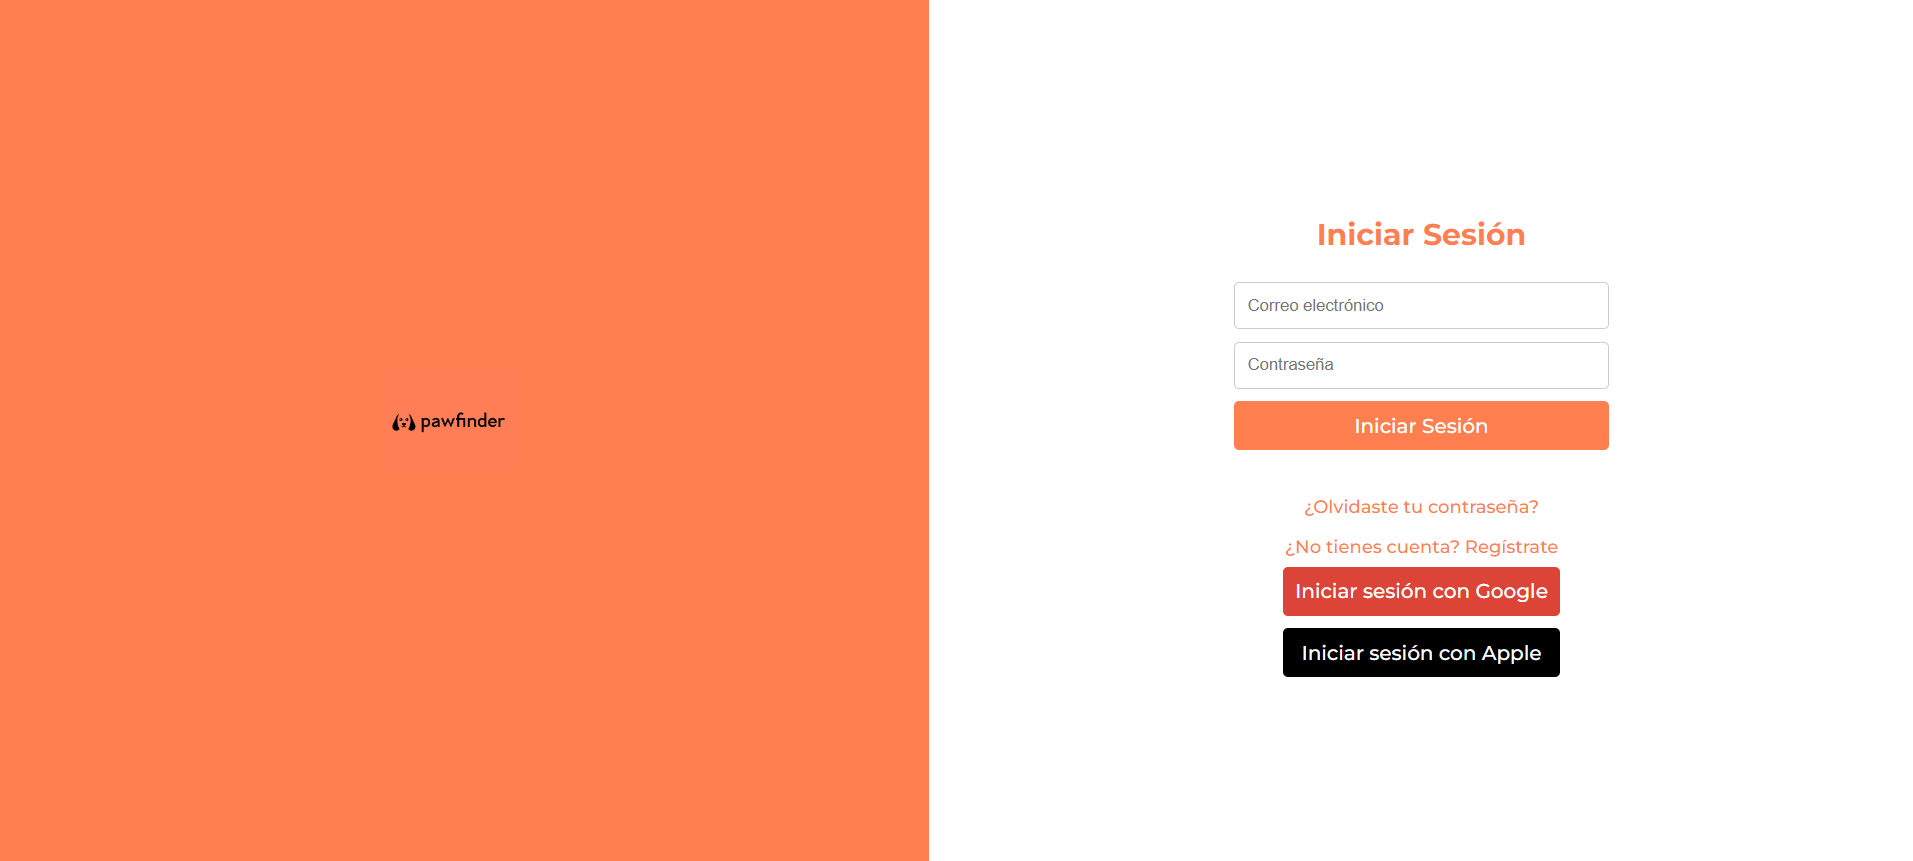 pawfinder
Iniciar Sesión
Correo electrónico
Contraseña
Iniciar Sesión
¿Olvidaste tu contraseña?
¿No tienes cuenta? Regístrate
Iniciar sesión con Google
Iniciar sesión con Apple